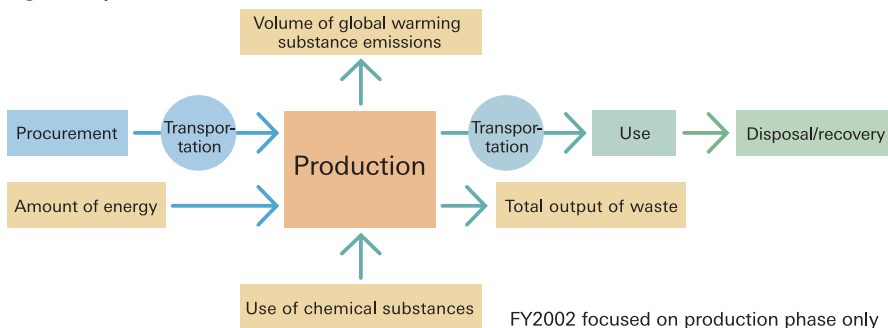 Volume of global warming
substance emissions
Procurement
Transpor-
tation
Production
Transpor-
tation
Use
Disposal/recovery
Amount of energy
Total output of waste
Use of chemical substances
FY2002 focused on production phase only